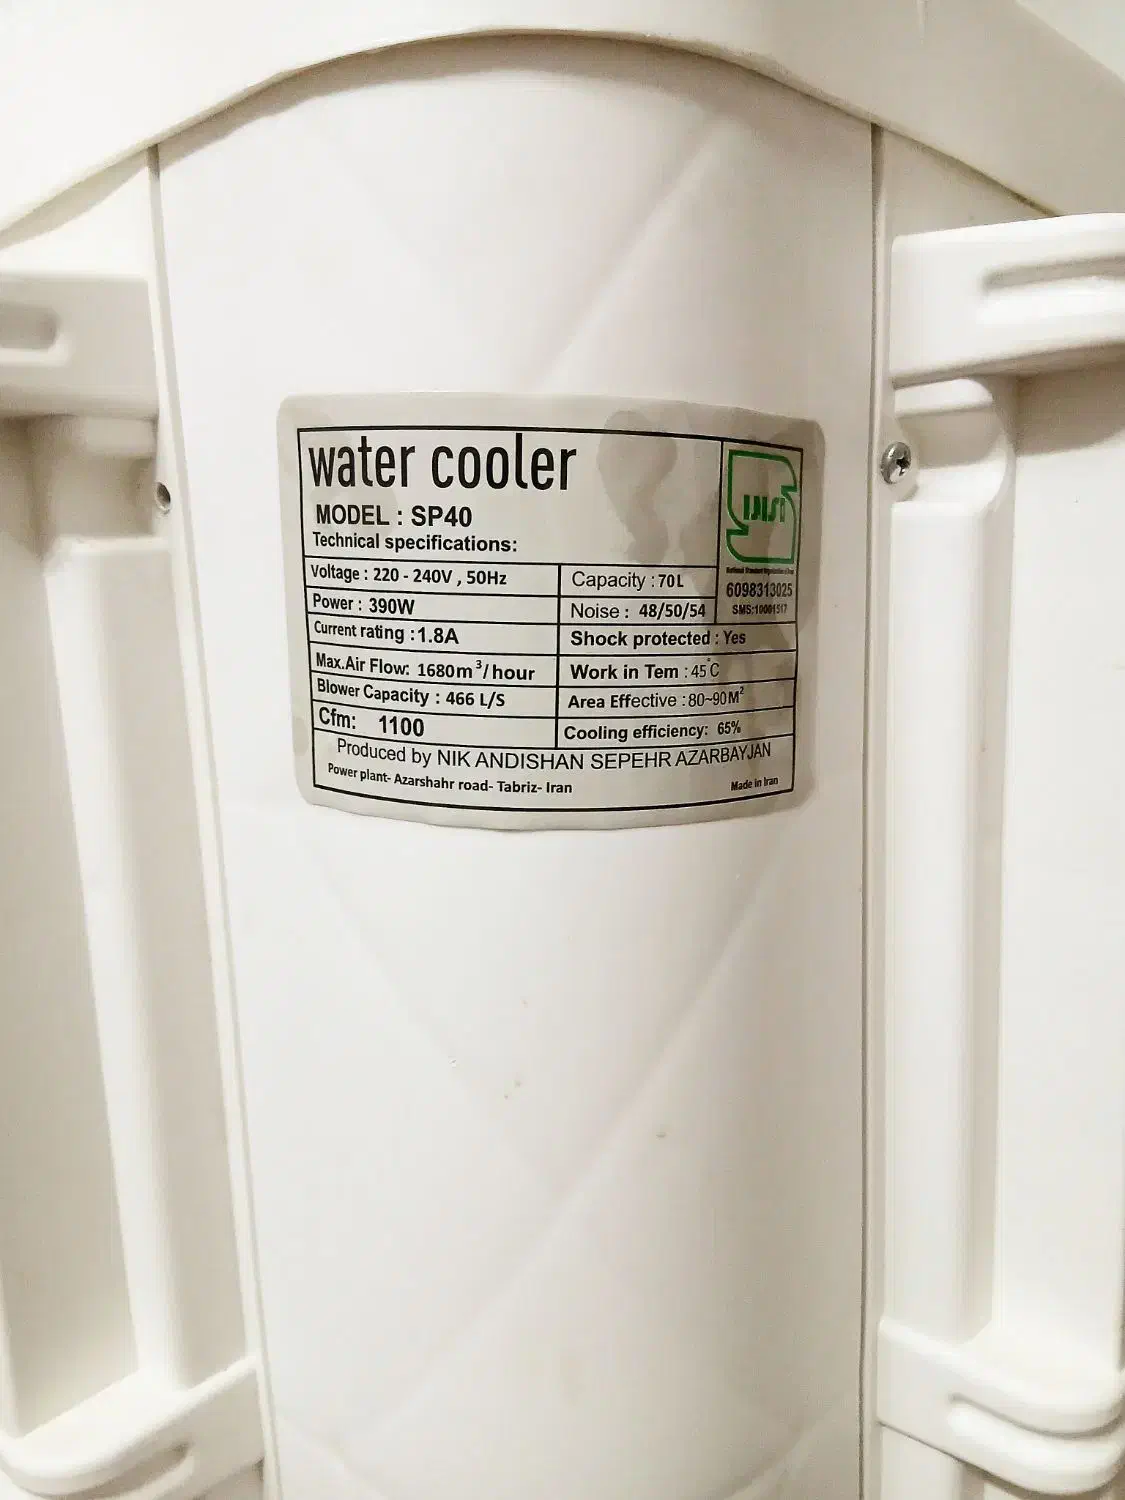 water cooler
MODEL : SP40
Technical specifications:
6098313025
SMS:10001517
Voltage : 220 - 240V , 50Hz
Capacity : 70L
Power : 390W
Noise : 48/50/54
Current rating :1.8A
Shock protected : Yes
Max.Air Flow: 1680m³/hour
Work in Tem : 45°C
Blower Capacity : 466 L/S
Area Effective : 80~90M²
Cfm: 1100
Cooling efficiency: 65%
Produced by NIK ANDISHAN SEPEHR AZARBAYJAN
Power plant- Azarshahr road- Tabriz- Iran
Made in Iran